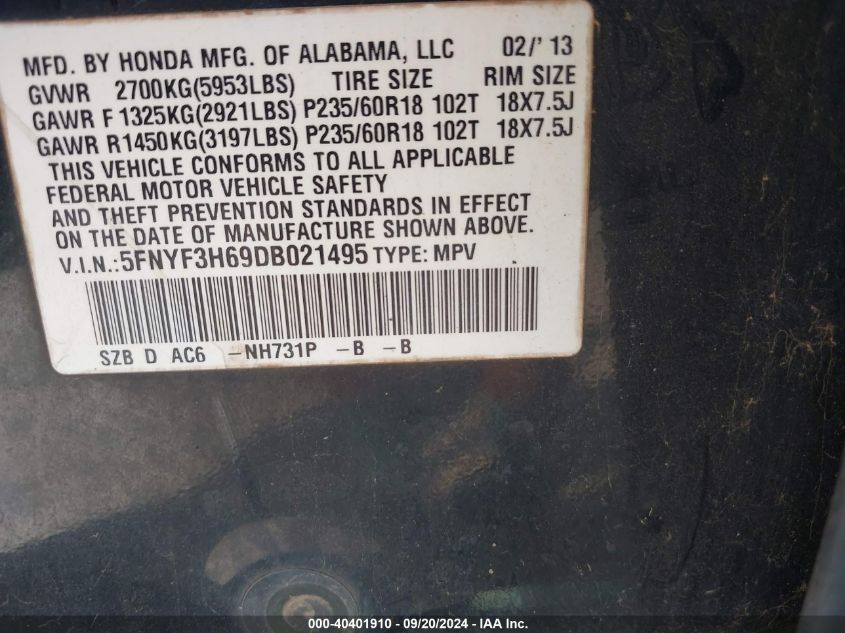 MFD. BY HONDA MFG. OF ALABAMA, LLC 02/' 13
GVWR 2700KG(5953LBS) TIRE SIZE RIM SIZE
GAWR F 1325KG(2921LBS) P235/60R18 102T 18X7.5J
GAWR R1450KG(3197LBS) P235/60R18 102T 18X7.5J
THIS VEHICLE CONFORMS TO ALL APPLICABLE
FEDERAL MOTOR VEHICLE SAFETY
AND THEFT PREVENTION STANDARDS IN EFFECT
ON THE DATE OF MANUFACTURE SHOWN ABOVE.
V.I.N.:5FNYF3H69DB021495 TYPE: MPV
SZB D AC6 -NH731P -B -B
000-40401910 - 09/20/2024 - IAA Inc.